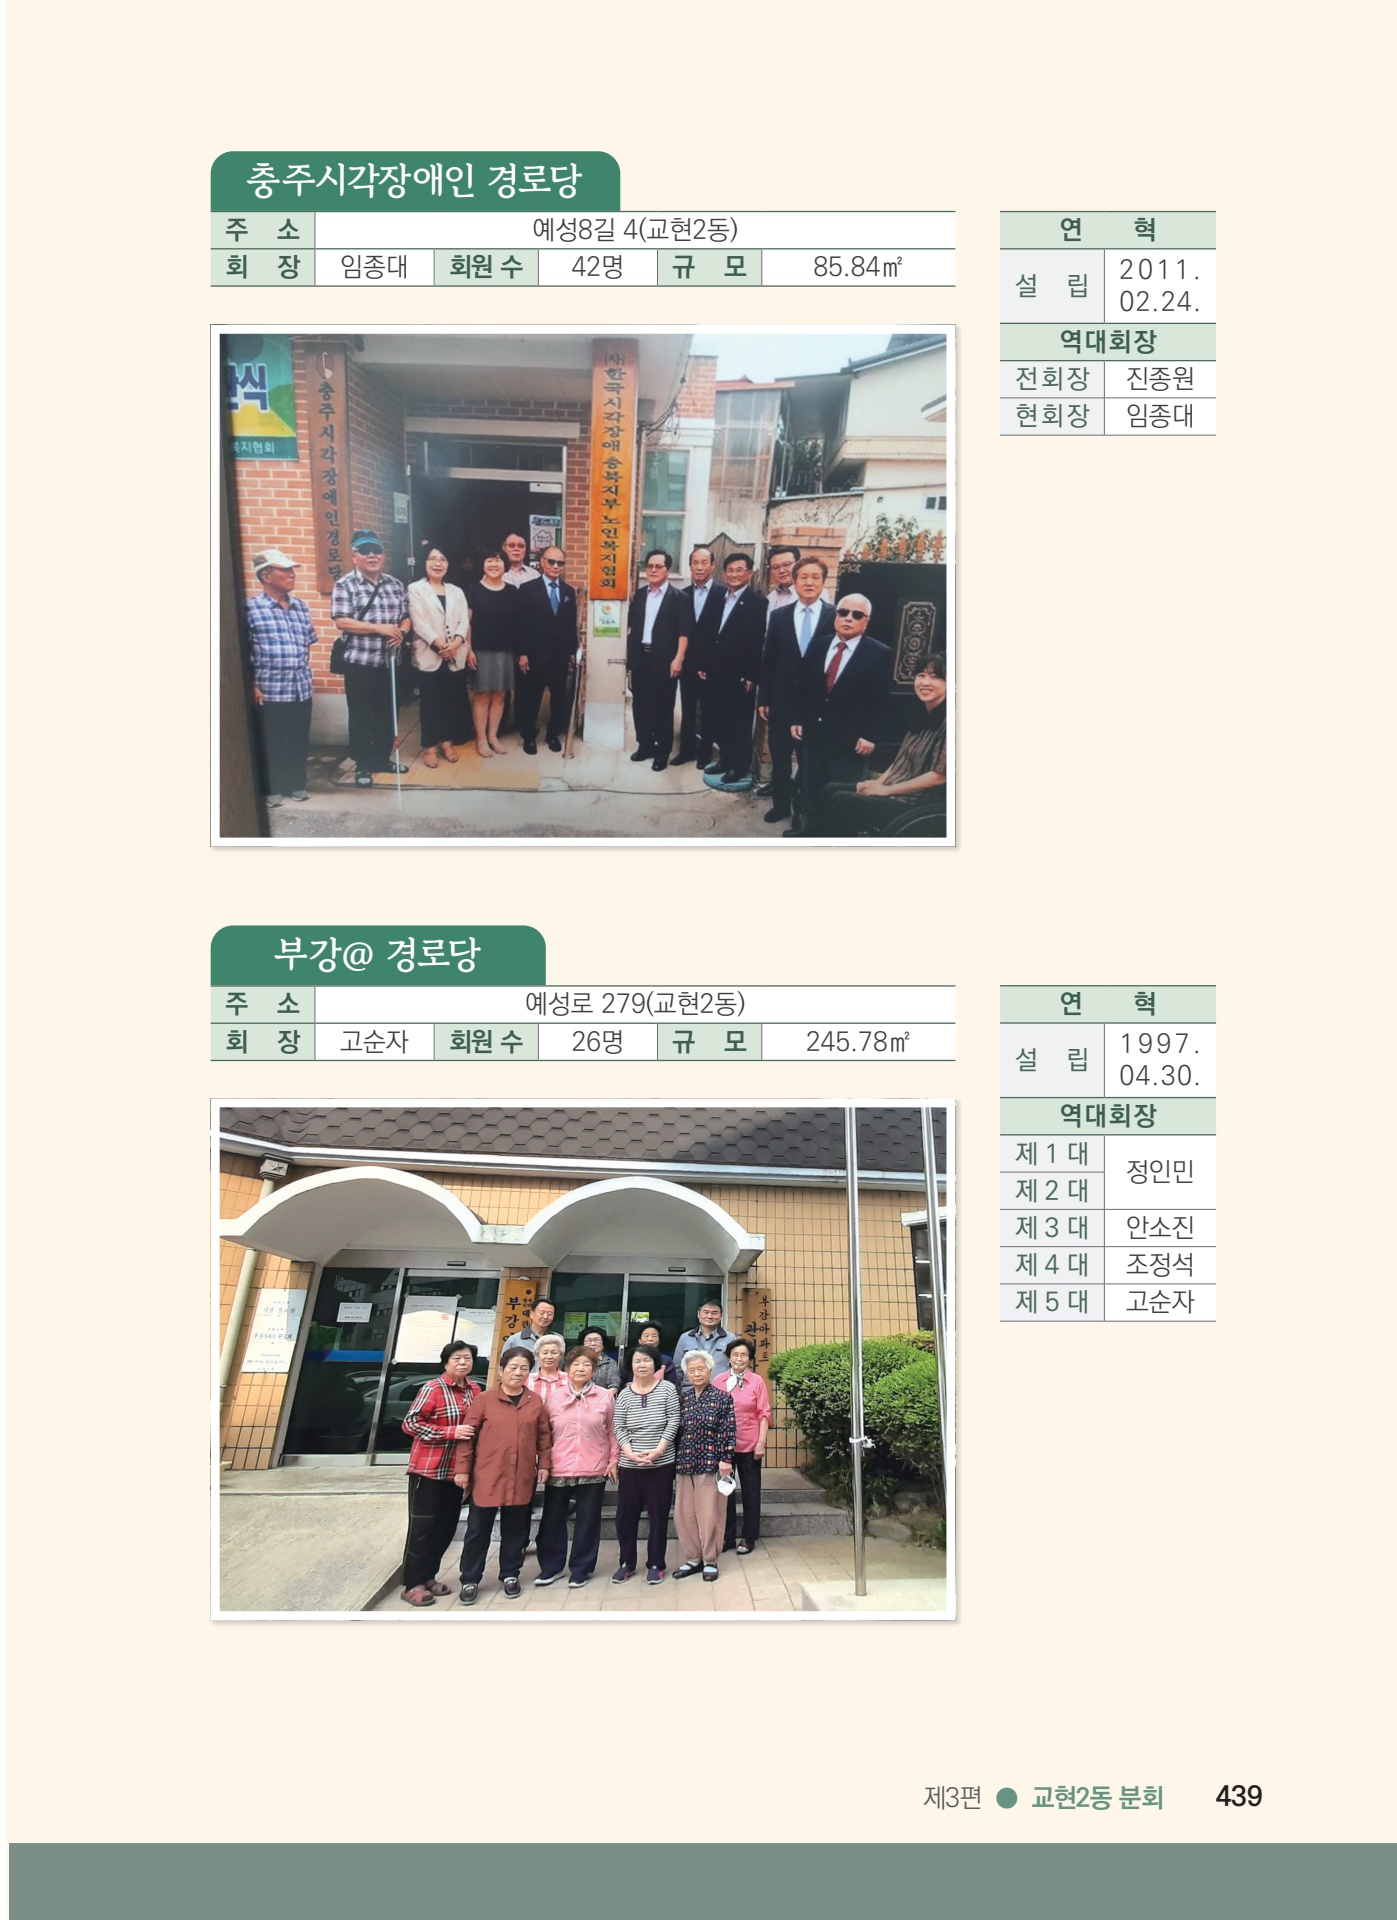 충주시각장애인 경로당
주 소 예성8길 4(교현2동)
회 장 임종대 회원 수 42명 규 모 85.84㎡
연 혁
설 립 2011. 02.24.
역대회장
전회장 진종원
현회장 임종대
복지협회
충주시각장애인경로당
(사)한국시각장애충북지부노인복지협회
부강@ 경로당
주 소 예성로 279(교현2동)
회 장 고순자 회원 수 26명 규 모 245.78㎡
연 혁
설 립 1997. 04.30.
역대회장
제 1 대 정인민
제 2 대
제 3 대 안소진
제 4 대 조정석
제 5 대 고순자
부강
부강아파트
제3편 ● 교현2동 분회 439